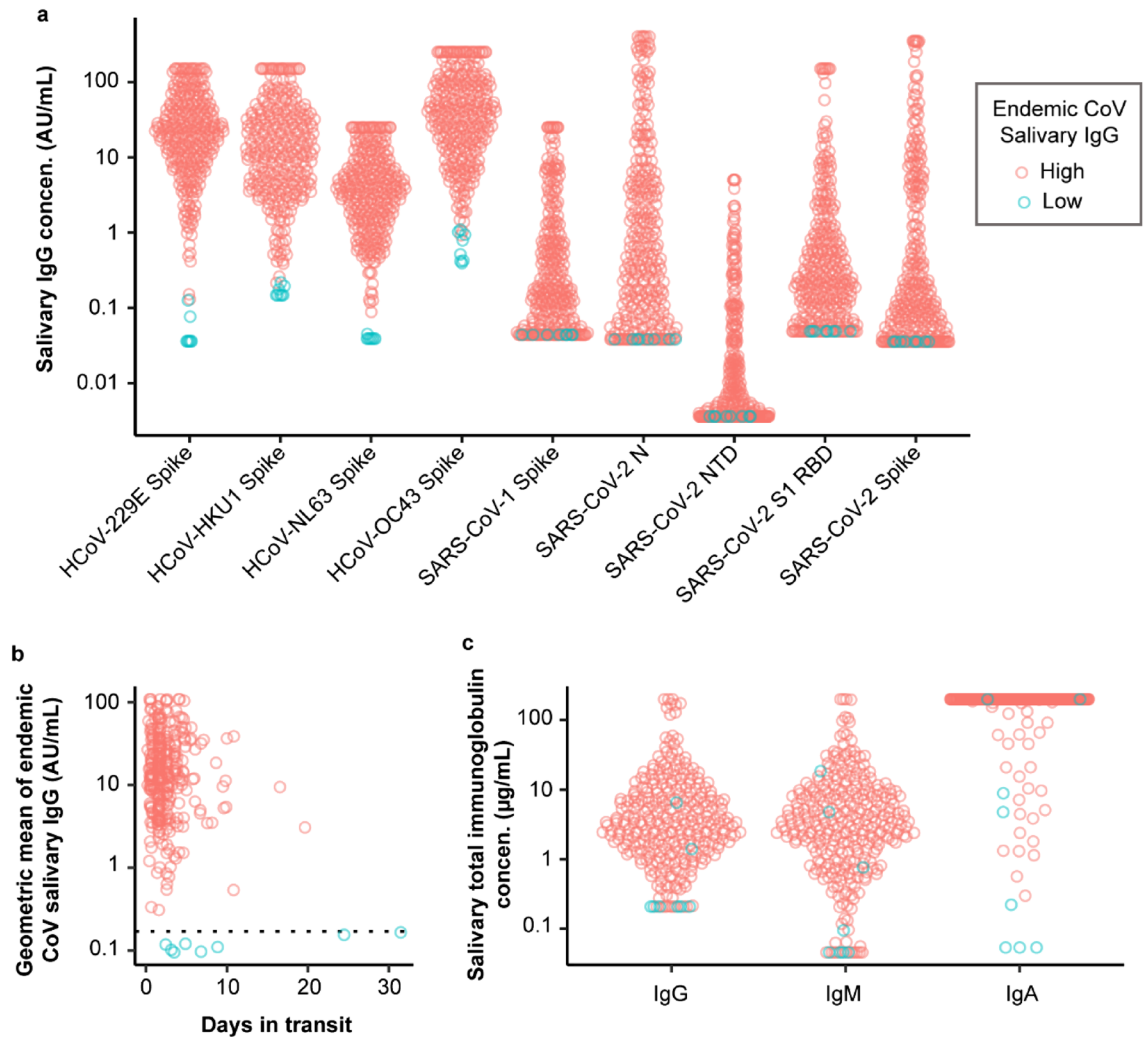 a
Salivary IgG concen. (AU/mL)
100
10
1
0.1
0.01
HCoV-229E Spike
HCoV-HKU1 Spike
HCoV-NL63 Spike
HCoV-OC43 Spike
SARS-CoV-1 Spike
SARS-CoV-2 N
SARS-CoV-2 NTD
SARS-CoV-2 S1 RBD
SARS-CoV-2 Spike
Endemic CoV
Salivary IgG
High
Low
b
Geometric mean of endemic
CoV salivary IgG (AU/mL)
100
10
1
0.1
0
10
20
30
Days in transit
c
Salivary total immunoglobulin
concen. (µg/mL)
100
10
1
0.1
IgG
IgM
IgA